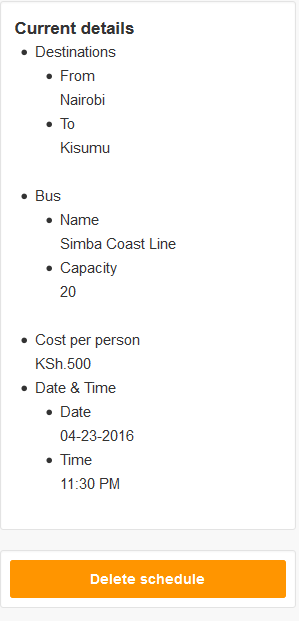 Current details
Destinations
From
Nairobi
To
Kisumu
Bus
Name
Simba Coast Line
Capacity
20
Cost per person
KSh.500
Date & Time
Date
04-23-2016
Time
11:30 PM
Delete schedule